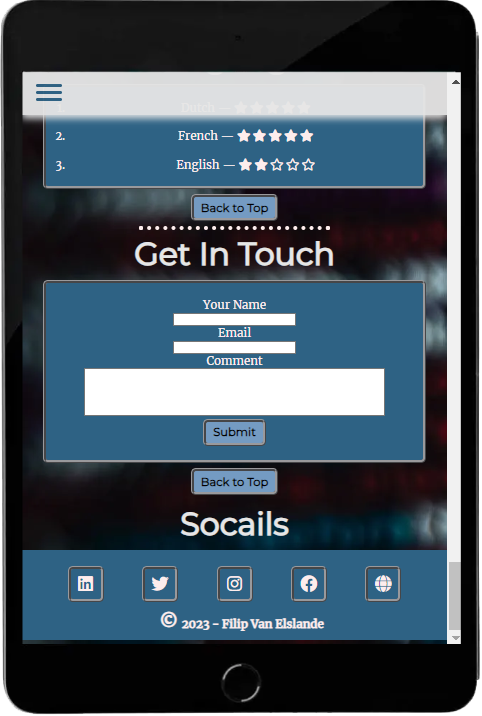 Dutch —
2. French —
3. English —
Back to Top
Get In Touch
Your Name
Email
Comment
Submit
Back to Top
Socails
© 2023 - Filip Van Elslande